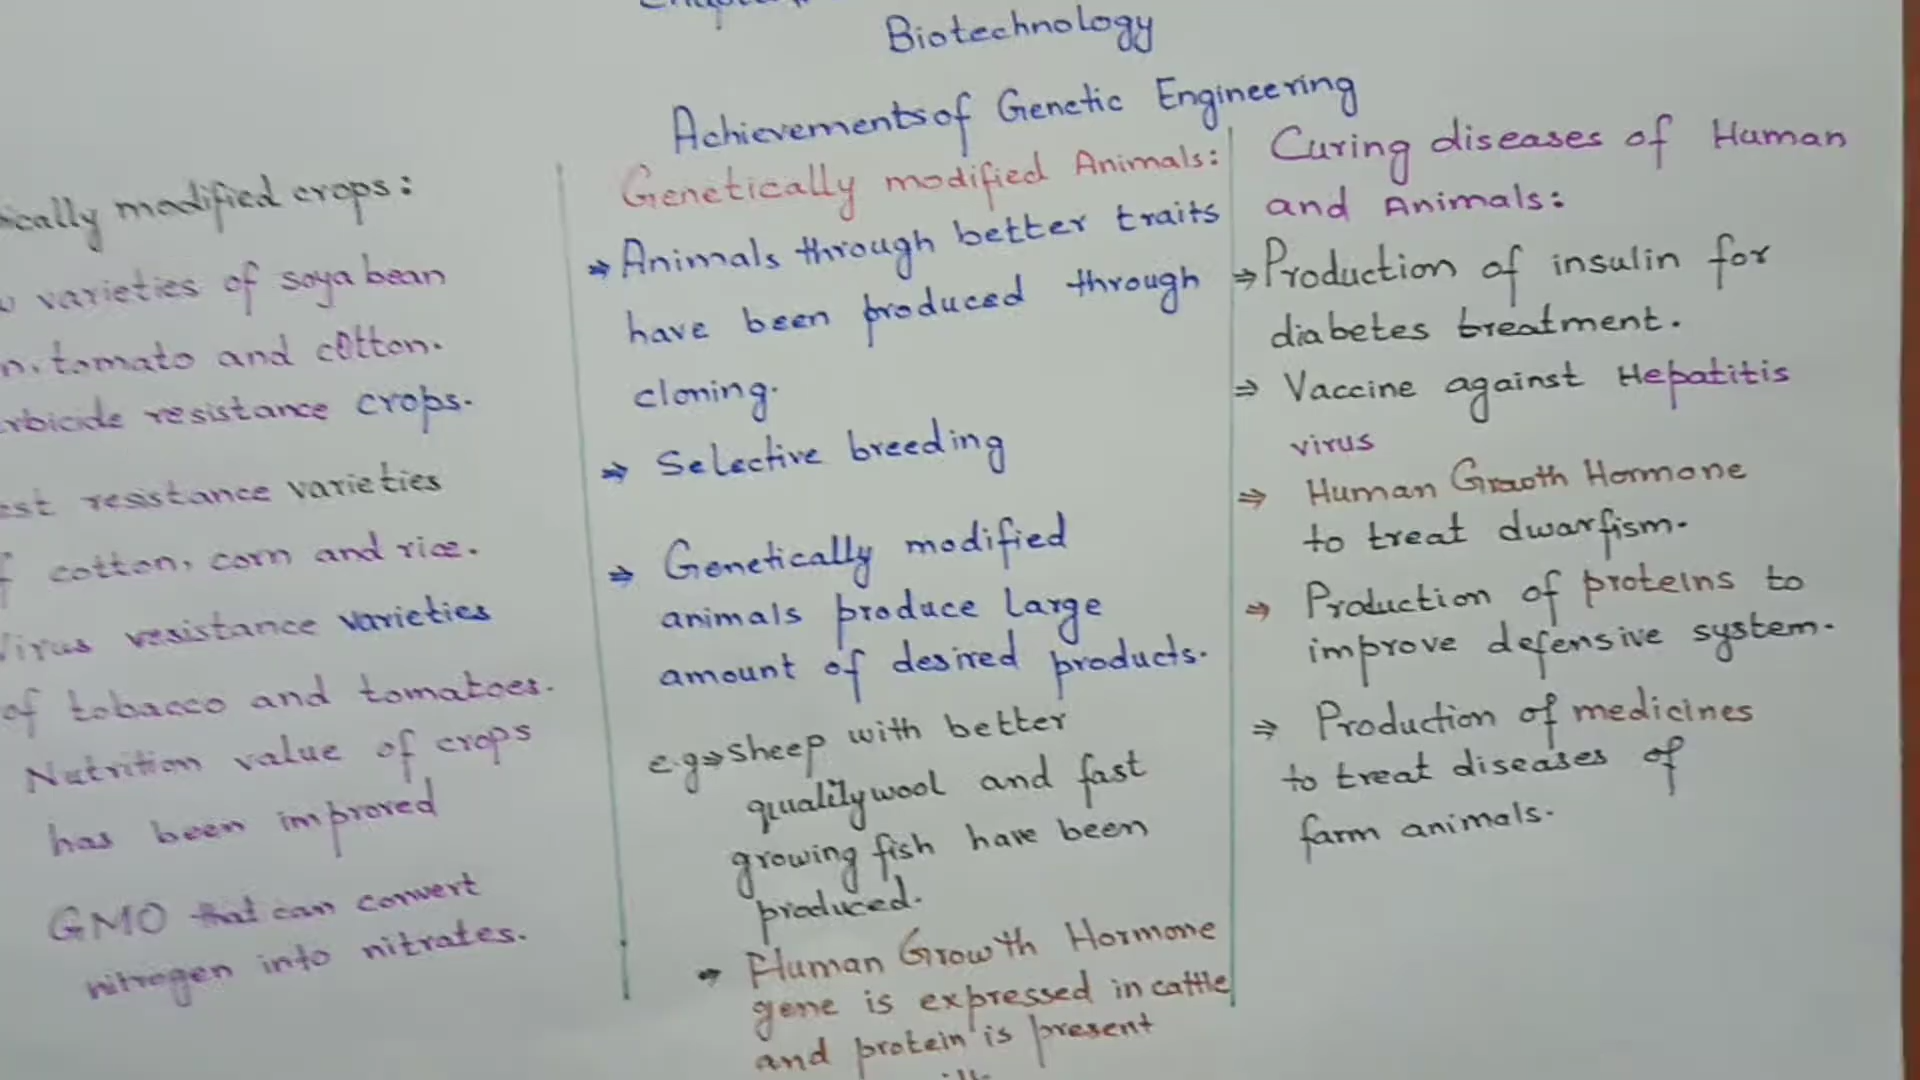 Biotechnology
Achievements of Genetic Engineering
modified crops:
varieties of soyabean
tomato and cotton.
resistance crops.
resistance varieties
cotton, corn and rice.
resistance varieties
of tobacco and tomatoes.
Nutrition value of crops
has been improved
GMO that can convert
nitrogen into nitrates.
Genetically modified Animals:
⇒ Animals through better traits
have been produced through
cloning.
⇒ Selective breeding
⇒ Genetically modified
animals produce large
amount of desired products.
e.g⇒ sheep with better
quality wool and fast
growing fish have been
produced.
⇒ Human Growth Hormone
gene is expressed in cattle
and protein is present
Curing diseases of Human
and Animals:
⇒ Production of insulin for
diabetes treatment.
⇒ Vaccine against Hepatitis
virus
⇒ Human Growth Hormone
to treat dwarfism.
⇒ Production of proteins to
improve defensive system.
⇒ Production of medicines
to treat diseases of
farm animals.